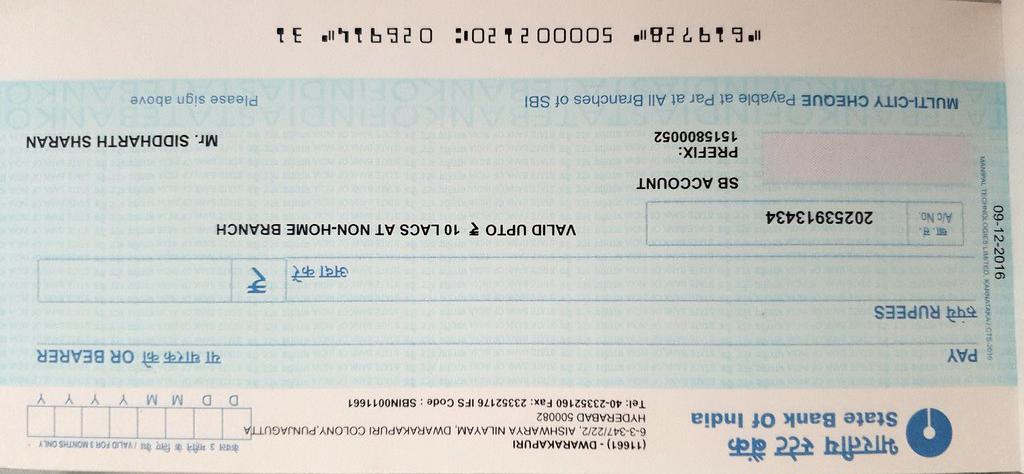 भारतीय स्टेट बैंक
State Bank Of India
(11661) - DWARAKAPURI
6-3-347/22/2, AISHWARYA NILAYAM, DWARAKAPURI COLONY,PUNJAGUTTA
HYDERABAD 500082
Tel: 40-23352160 Fax: 23352176 IFS Code : SBIN0011661
केवल 3 महीने के लिए वैध / VALID FOR 3 MONTHS ONLY
D D M M Y Y Y Y
PAY
या धारक को OR BEARER
रुपये RUPEES
अदा करें
₹
खा. सं.
A/c No.
20253913434
VALID UPTO ₹ 10 LACS AT NON-HOME BRANCH
SB ACCOUNT
PREFIX:
1515800052
Mr. SIDDHARTH SHARAN
MULTI-CITY CHEQUE Payable at Par at All Branches of SBI
Please sign above
⑈619728⑈ 500002120⑆ 026914⑈ 31
09-12-2016
MANIPAL TECHNOLOGIES LIMITED, KARNATAKA / CTS-2010